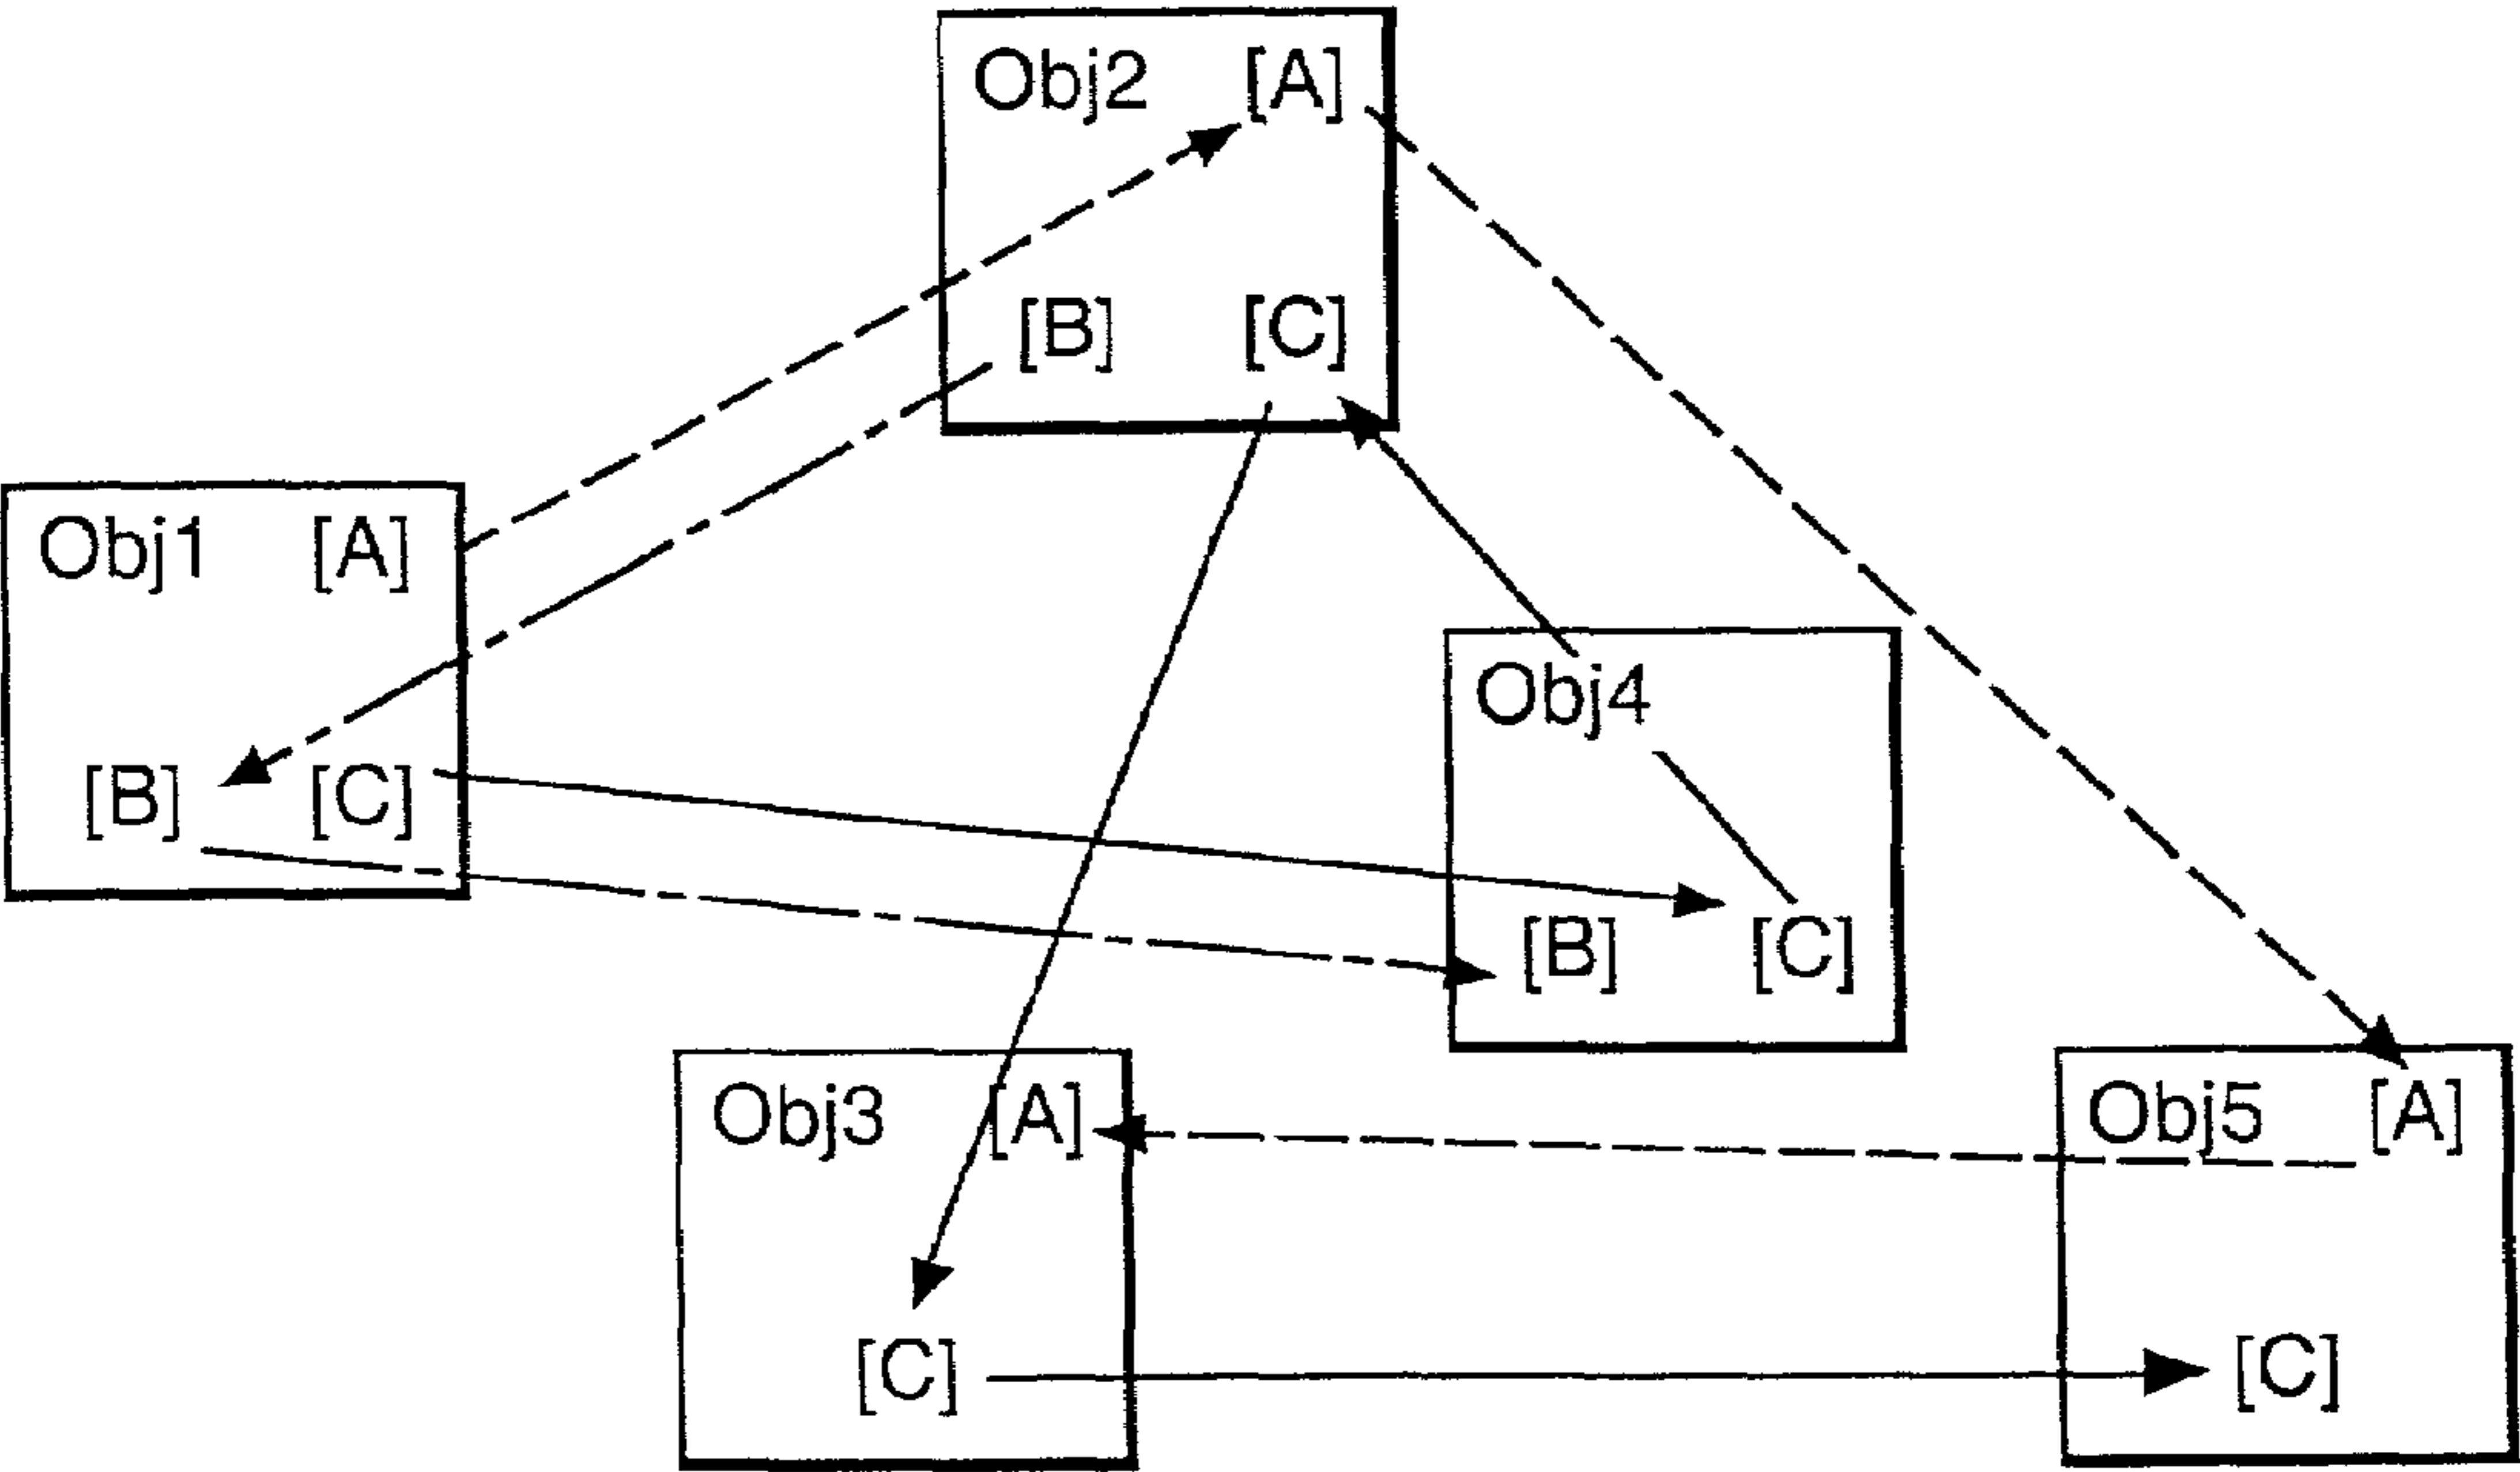 Obj2 [A]
[B] [C]
Obj1 [A]
[B] [C]
Obj4
[B] [C]
Obj3 [A]
[C]
Obj5 [A]
[C]